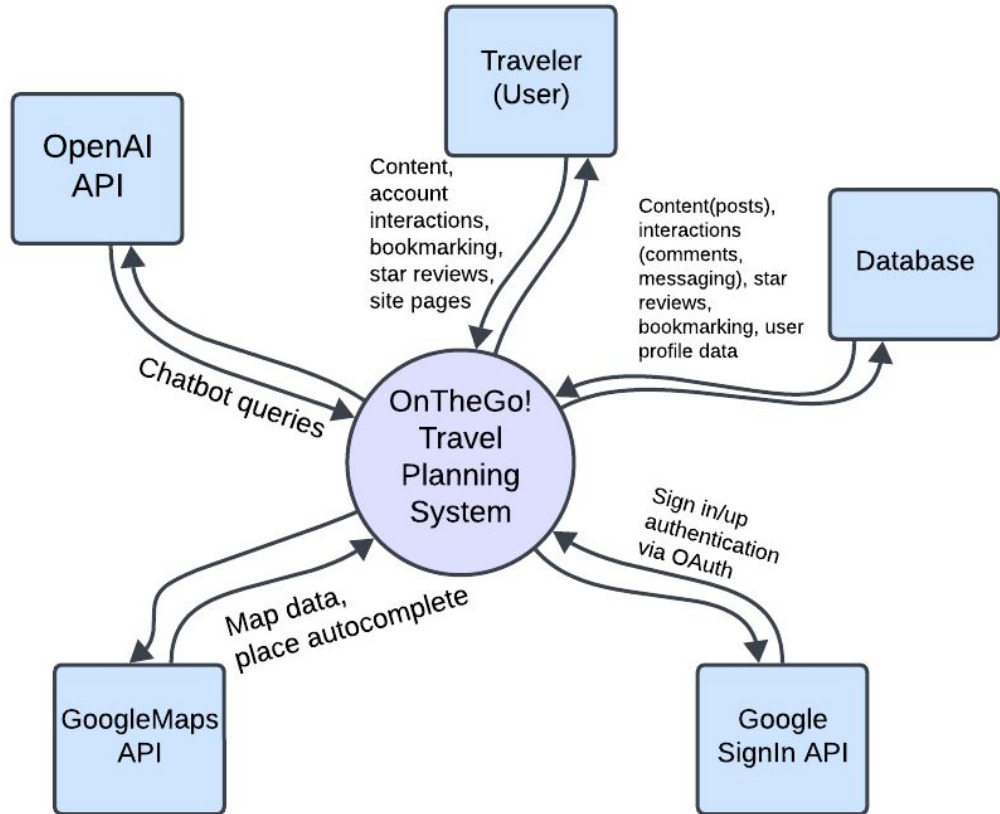 Traveler
(User)
OpenAI
API
Content,
account
interactions,
bookmarking,
star reviews,
site pages
Content(posts),
interactions
(comments,
messaging), star
reviews,
bookmarking, user
profile data
Database
Chatbot queries
OnTheGo!
Travel
Planning
System
Sign in/up
authentication
via OAuth
Map data,
place autocomplete
GoogleMaps
API
Google
SignIn API